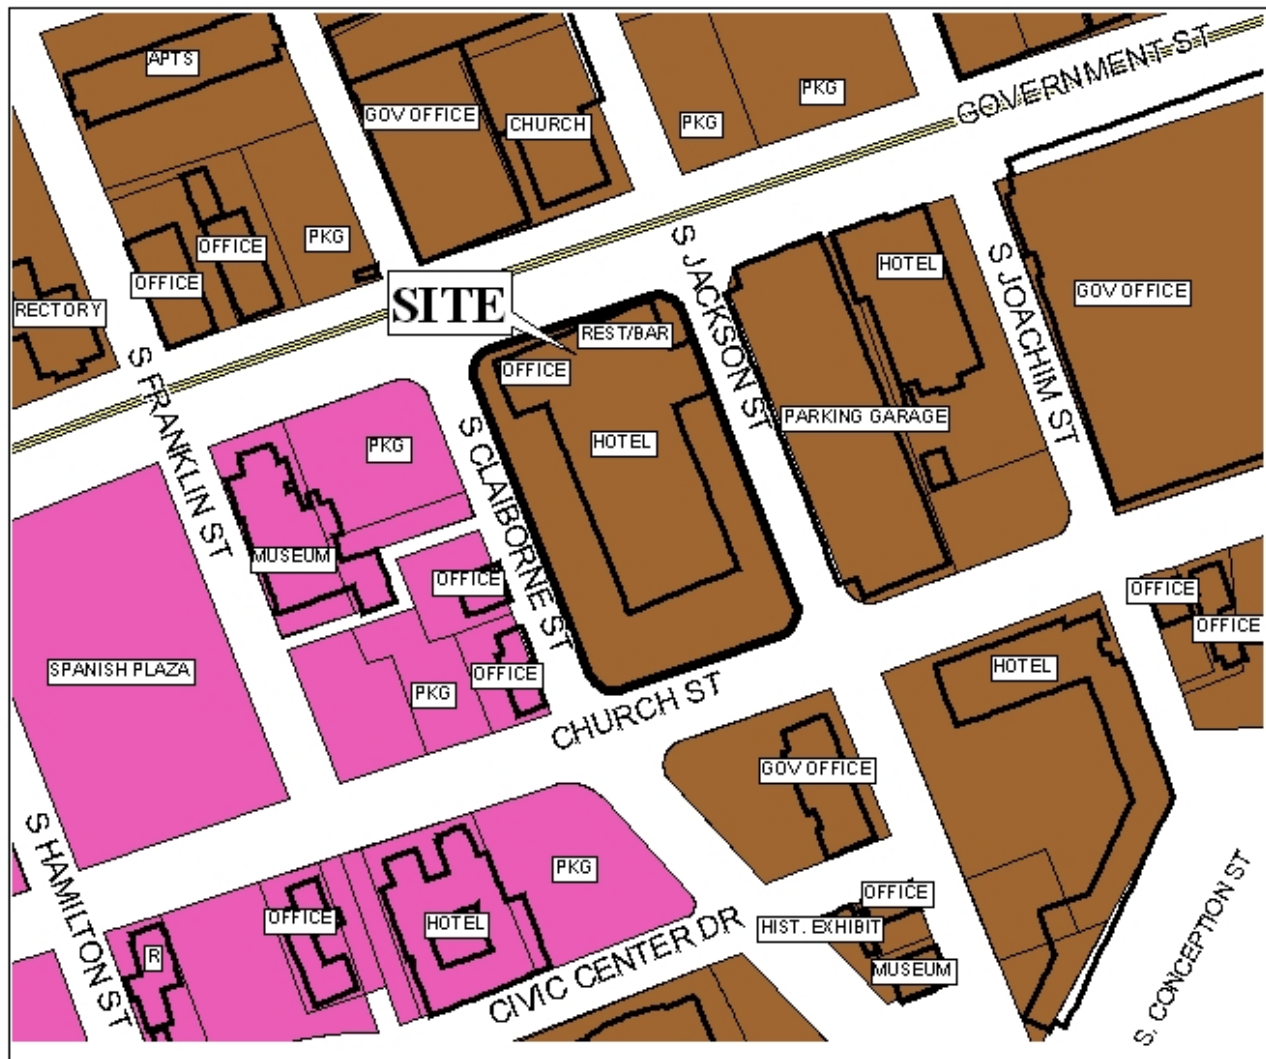 APTS
GOV OFFICE
CHURCH
PKG
PKG
GOVERNMENT ST
OFFICE
OFFICE
PKG
RECTORY
SITE
REST/BAR
OFFICE
HOTEL
S JACKSON ST
HOTEL
S JOACHIM ST
GOV OFFICE
PARKING GARAGE
S FRANKLIN ST
PKG
S CLAIBORNE ST
MUSEUM
OFFICE
OFFICE
PKG
SPANISH PLAZA
CHURCH ST
OFFICE
OFFICE
HOTEL
GOV OFFICE
S HAMILTON ST
R
OFFICE
HOTEL
PKG
CIVIC CENTER DR
OFFICE
HIST. EXHIBIT
MUSEUM
S. CONCEPTION ST